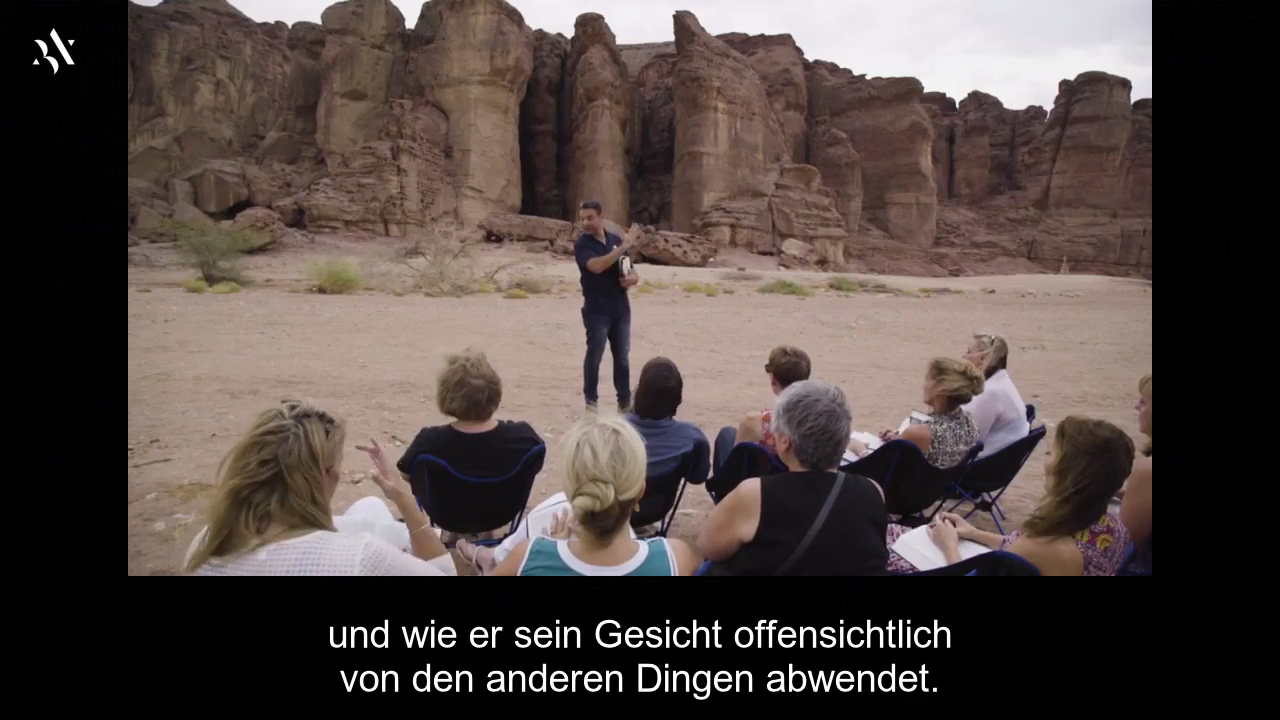 und wie er sein Gesicht offensichtlich
von den anderen Dingen abwendet.